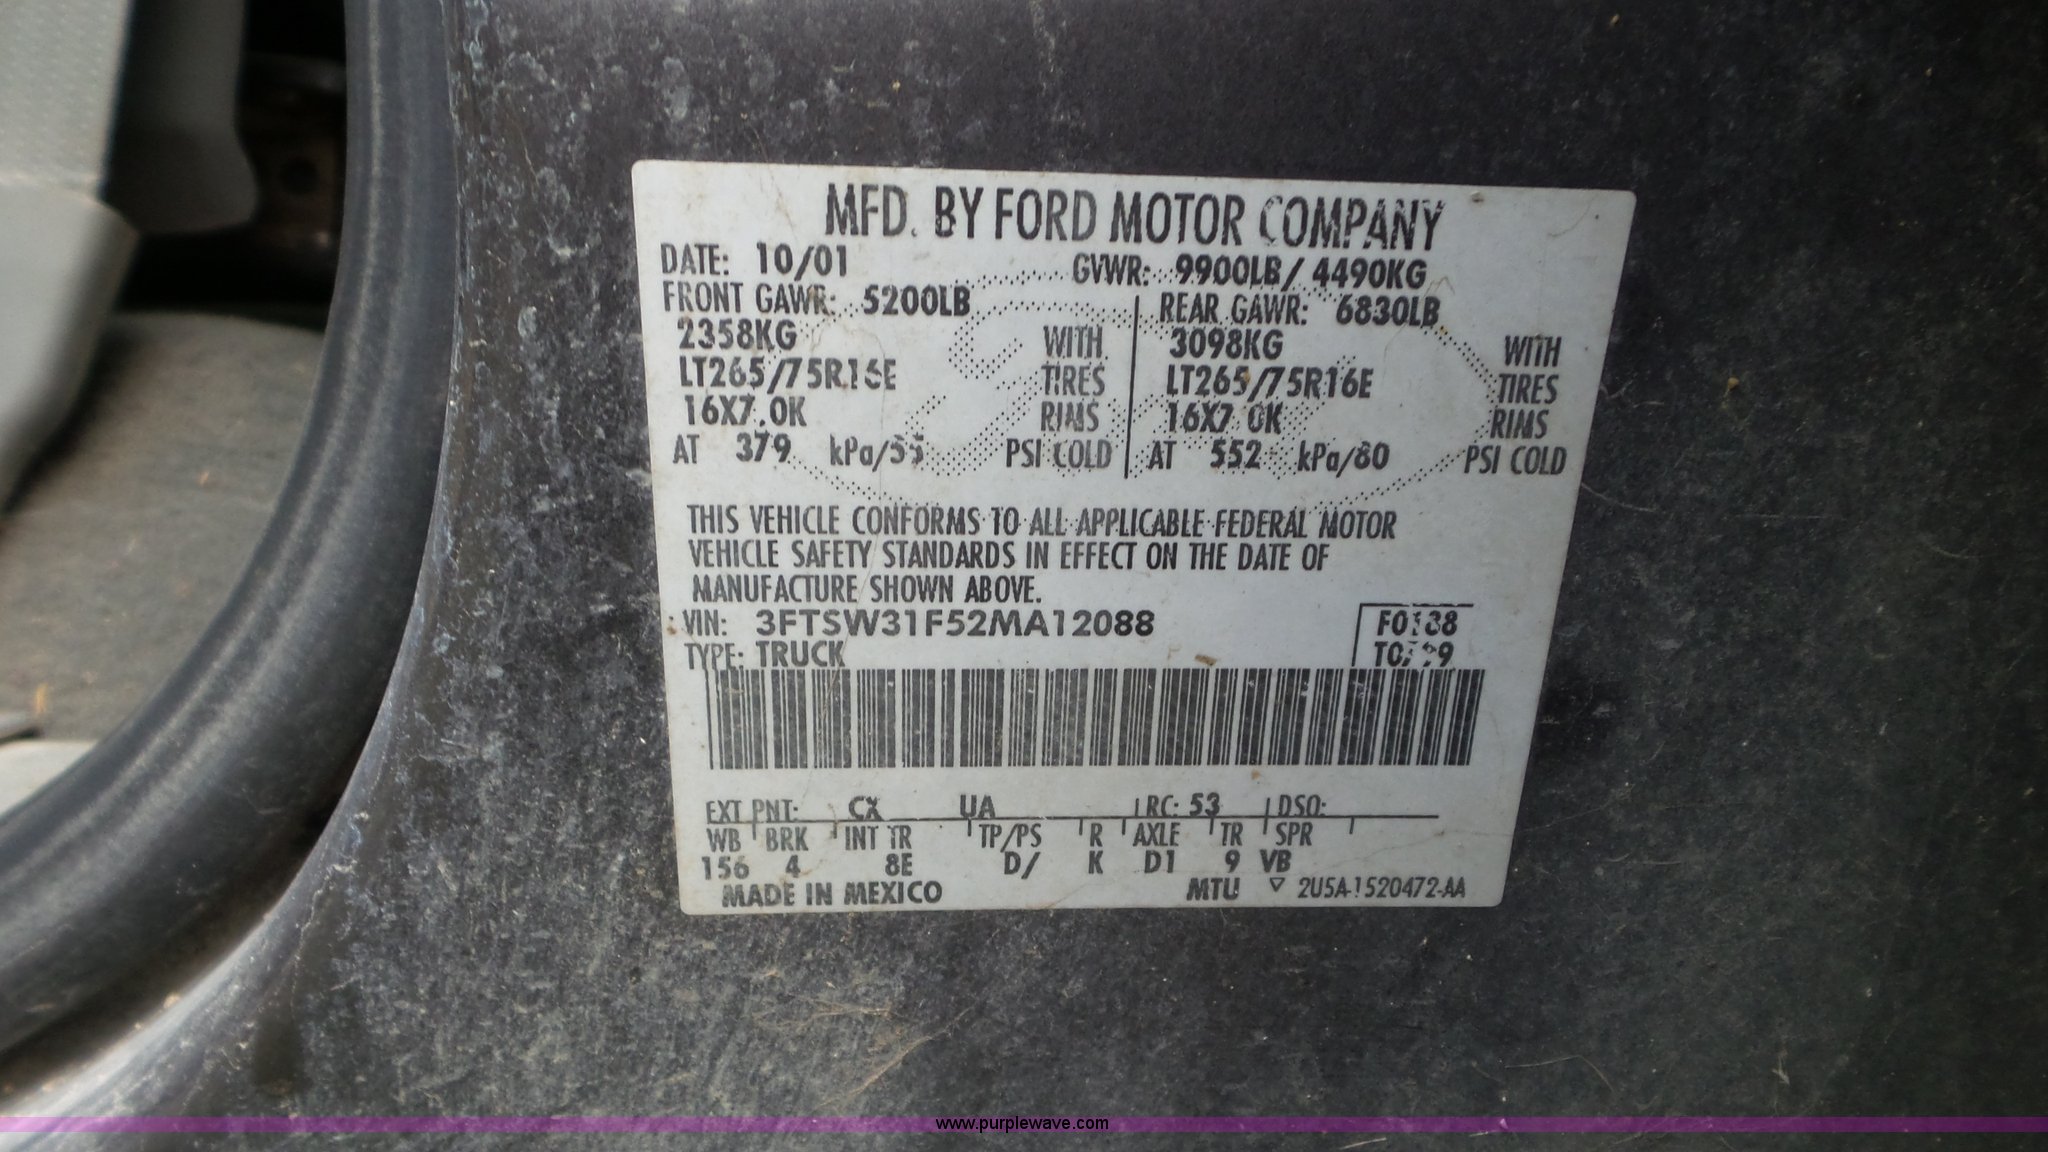 MFD. BY FORD MOTOR COMPANY
DATE: 10/01 GVWR: 9900LB/ 4490KG
FRONT GAWR: 5200LB REAR GAWR: 6830LB
2358KG WITH 3098KG WITH
LT265/75R16E TIRES LT265/75R16E TIRES
16X7.0K RIMS 16X7.0K RIMS
AT 379 kPa/55 PSI COLD AT 552 kPa/80 PSI COLD
THIS VEHICLE CONFORMS TO ALL APPLICABLE FEDERAL MOTOR
VEHICLE SAFETY STANDARDS IN EFFECT ON THE DATE OF
MANUFACTURE SHOWN ABOVE.
VIN: 3FTSW31F52MA12088
TYPE: TRUCK
EXT PNT: CX UA RC: 53 DSO:
WB BRK INT TR TP/PS R AXLE TR SPR
156 4 8E D/ K D1 9 VB
MADE IN MEXICO MTU 2U5A-1520472-AA
www.purplewave.com